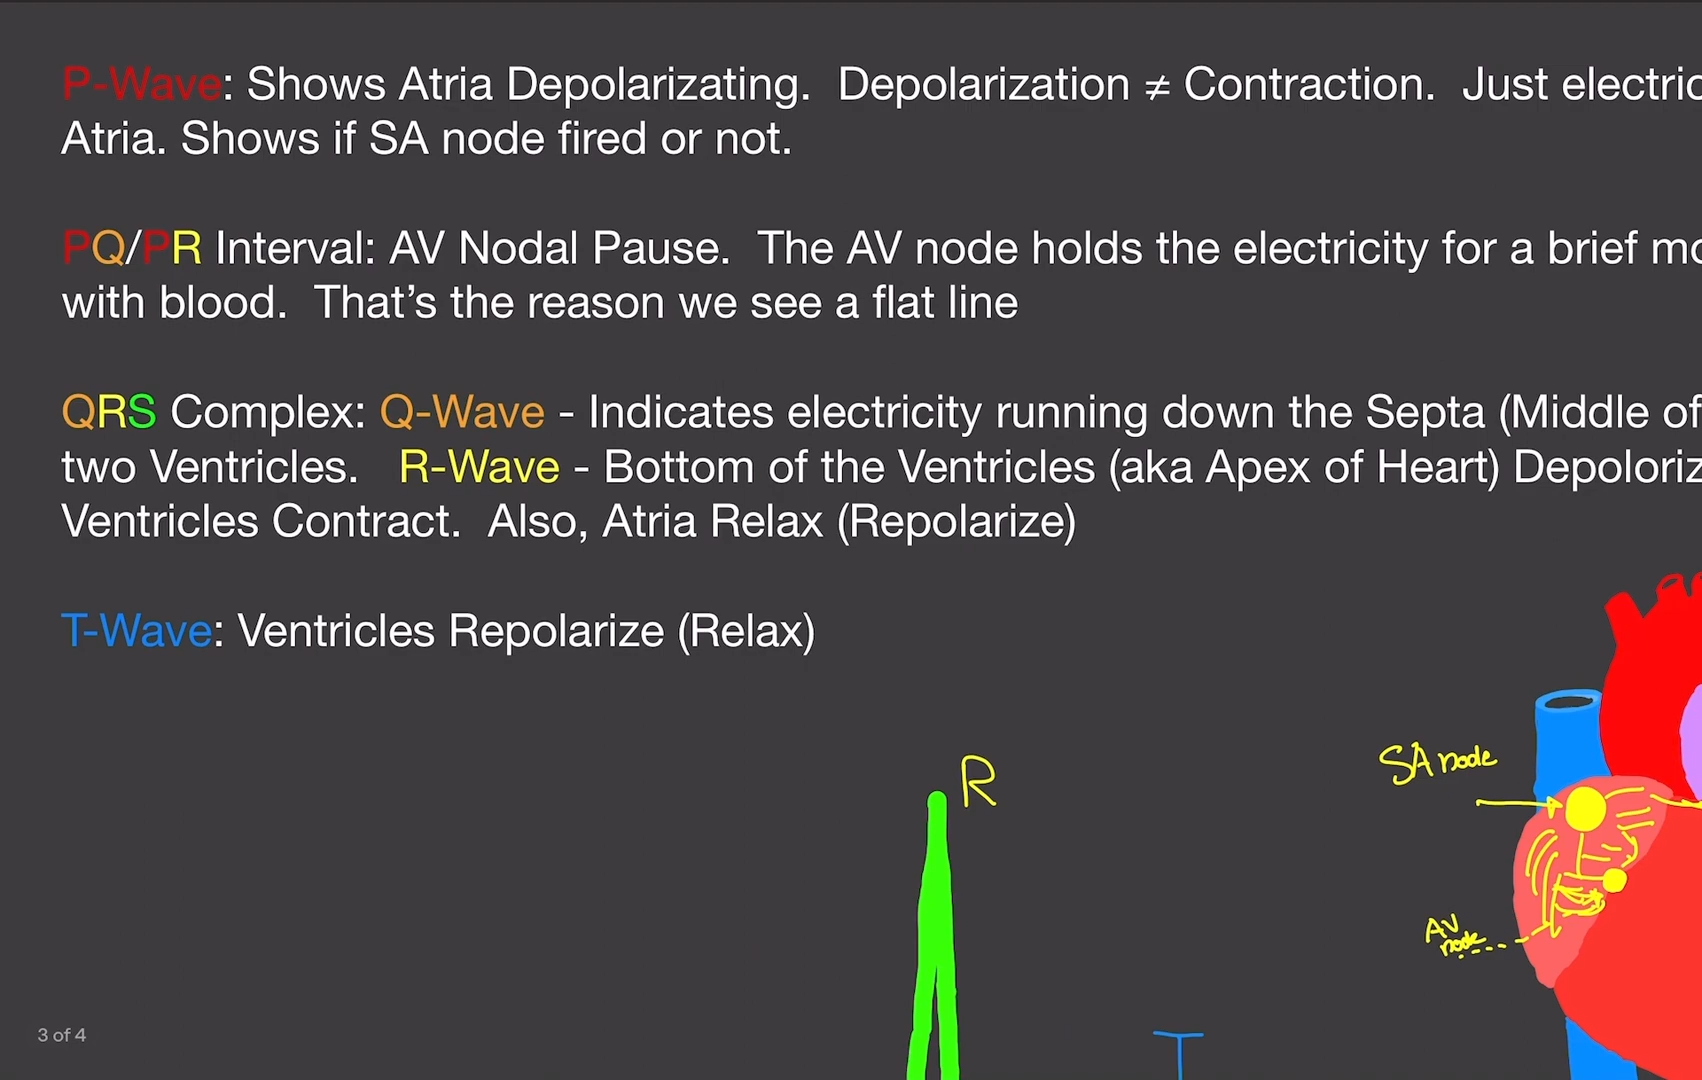 P-Wave: Shows Atria Depolarizating. Depolarization ≠ Contraction. Just electric
Atria. Shows if SA node fired or not.
PQ/PR Interval: AV Nodal Pause. The AV node holds the electricity for a brief mo
with blood. That's the reason we see a flat line
QRS Complex: Q-Wave - Indicates electricity running down the Septa (Middle of
two Ventricles. R-Wave - Bottom of the Ventricles (aka Apex of Heart) Depoloriz
Ventricles Contract. Also, Atria Relax (Repolarize)
T-Wave: Ventricles Repolarize (Relax)
R
SA node
AV
node
3 of 4
T